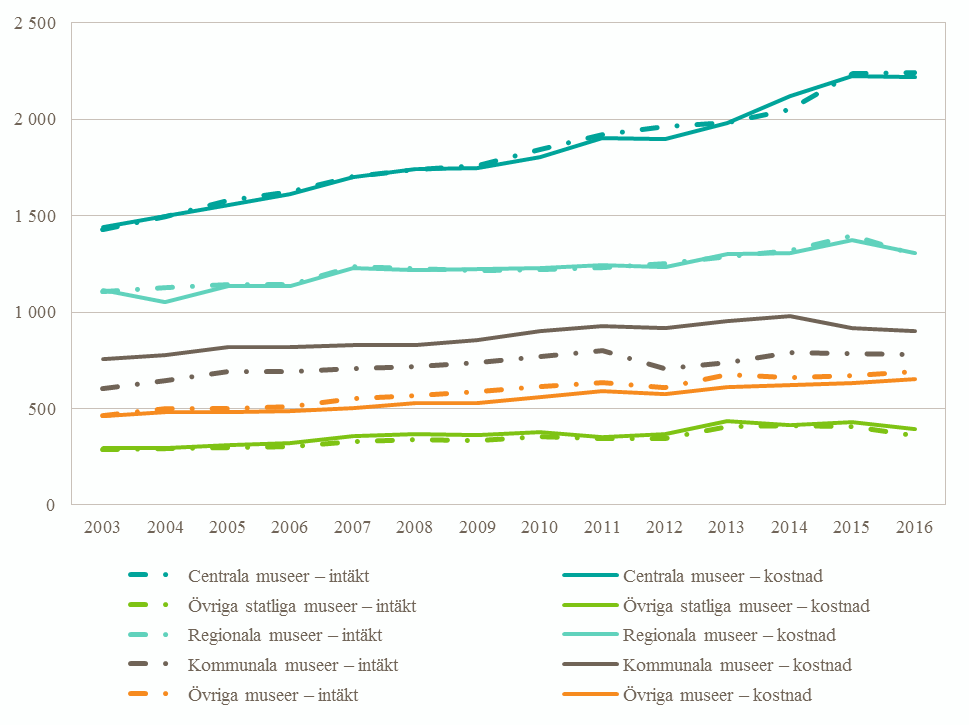 2 500
2 000
1 500
1 000
500
0
2003 2004 2005 2006 2007 2008 2009 2010 2011 2012 2013 2014 2015 2016
Centrala museer – intäkt Centrala museer – kostnad
Övriga statliga museer – intäkt Övriga statliga museer – kostnad
Regionala museer – intäkt Regionala museer – kostnad
Kommunala museer – intäkt Kommunala museer – kostnad
Övriga museer – intäkt Övriga museer – kostnad